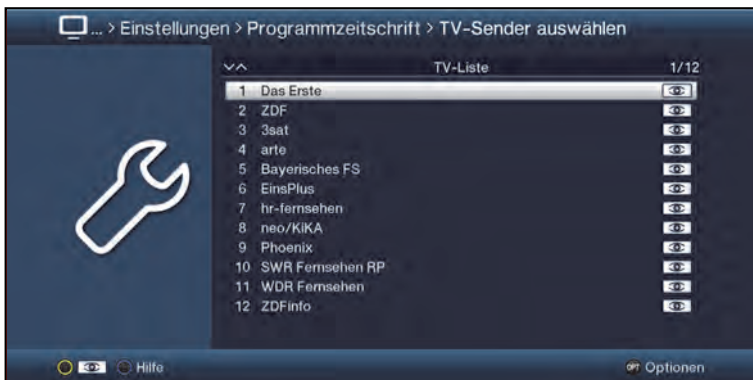 ... > Einstellungen > Programmzeitschrift > TV-Sender auswählen
TV-Liste 1/12
1 Das Erste
2 ZDF
3 3sat
4 arte
5 Bayerisches FS
6 EinsPlus
7 hr-fernsehen
8 neo/KiKA
9 Phoenix
10 SWR Fernsehen RP
11 WDR Fernsehen
12 ZDFinfo
Hilfe OPT Optionen